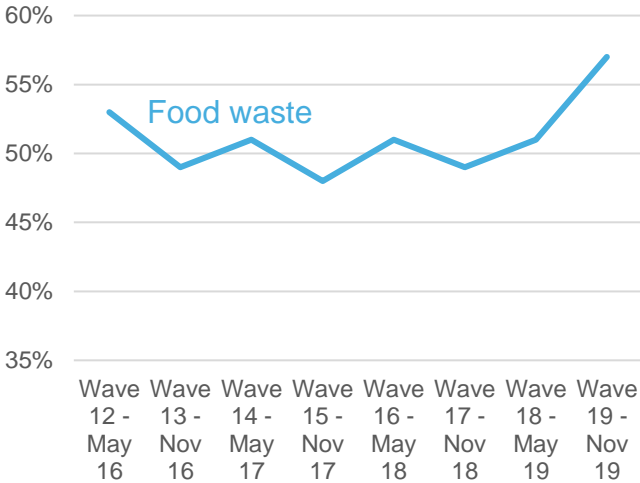 60%
55%
Food waste
50%
45%
40%
35%
Wave Wave Wave Wave Wave Wave Wave Wave
12 - 13 - 14 - 15 - 16 - 17 - 18 - 19 -
May Nov May Nov May Nov May Nov
16 16 17 17 18 18 19 19